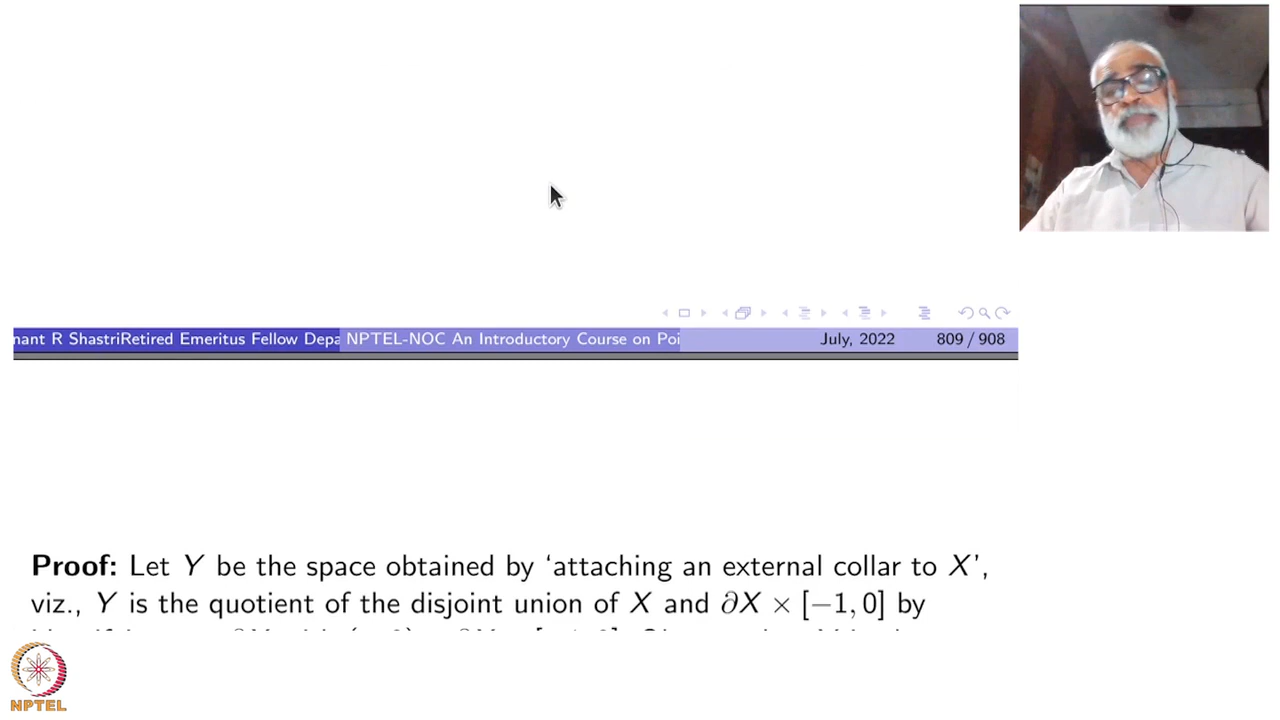 nant R ShastriRetired Emeritus Fellow Depa NPTEL-NOC An Introductory Course on Poi July, 2022 809 / 908
Proof: Let Y be the space obtained by ‘attaching an external collar to X’,
viz., Y is the quotient of the disjoint union of X and ∂X × [−1, 0] by
NPTEL